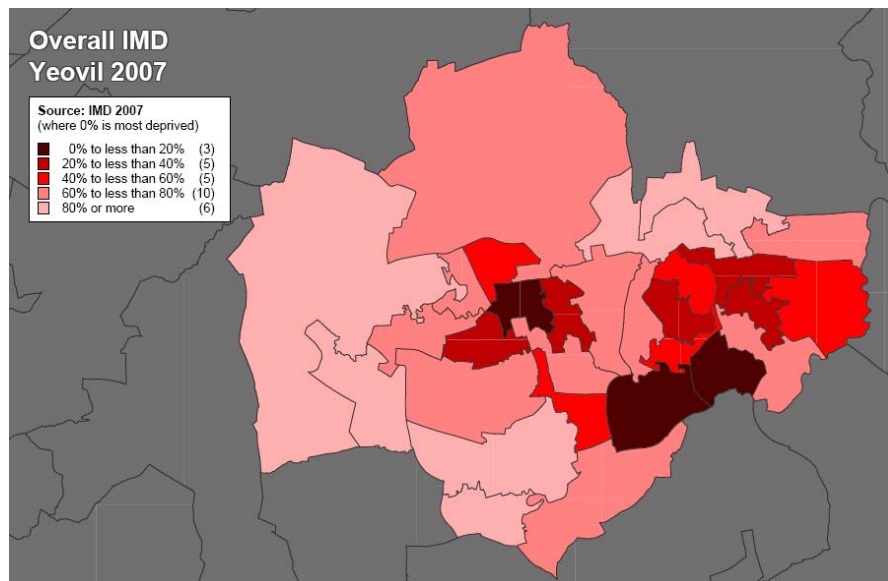 Overall IMD
Yeovil 2007
Source: IMD 2007
(where 0% is most deprived)
0% to less than 20% (3)
20% to less than 40% (5)
40% to less than 60% (5)
60% to less than 80% (10)
80% or more (6)